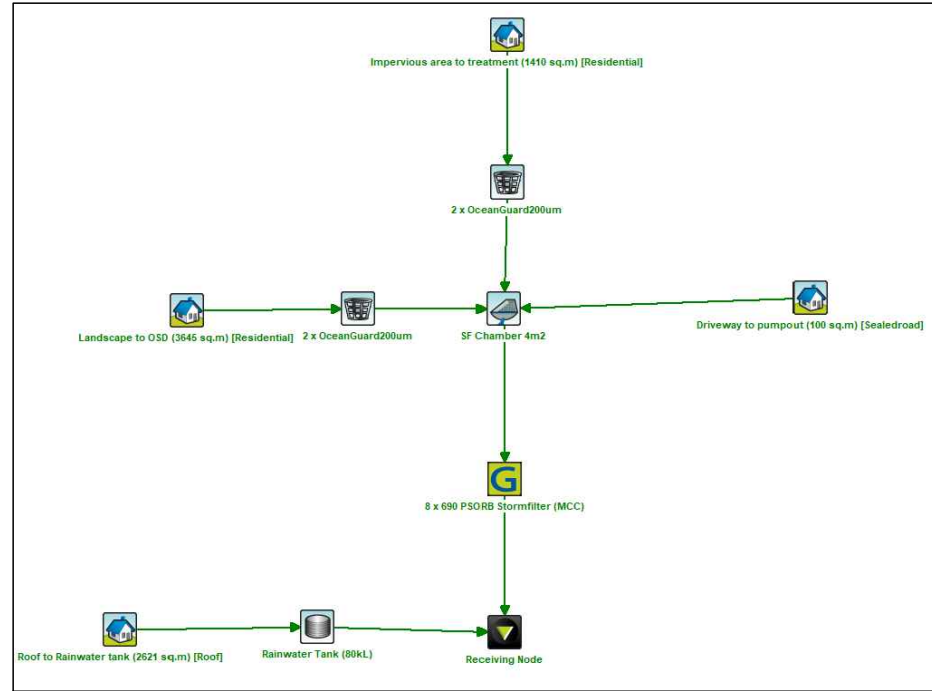 Impervious area to treatment (1410 sq.m) [Residential]
2 x OceanGuard200um
Landscape to OSD (3645 sq.m) [Residential]
2 x OceanGuard200um
SF Chamber 4m2
Driveway to pumpout (100 sq.m) [Sealedroad]
G
8 x 690 PSORB Stormfilter (MCC)
Roof to Rainwater tank (2621 sq.m) [Roof]
Rainwater Tank (80kL)
Receiving Node